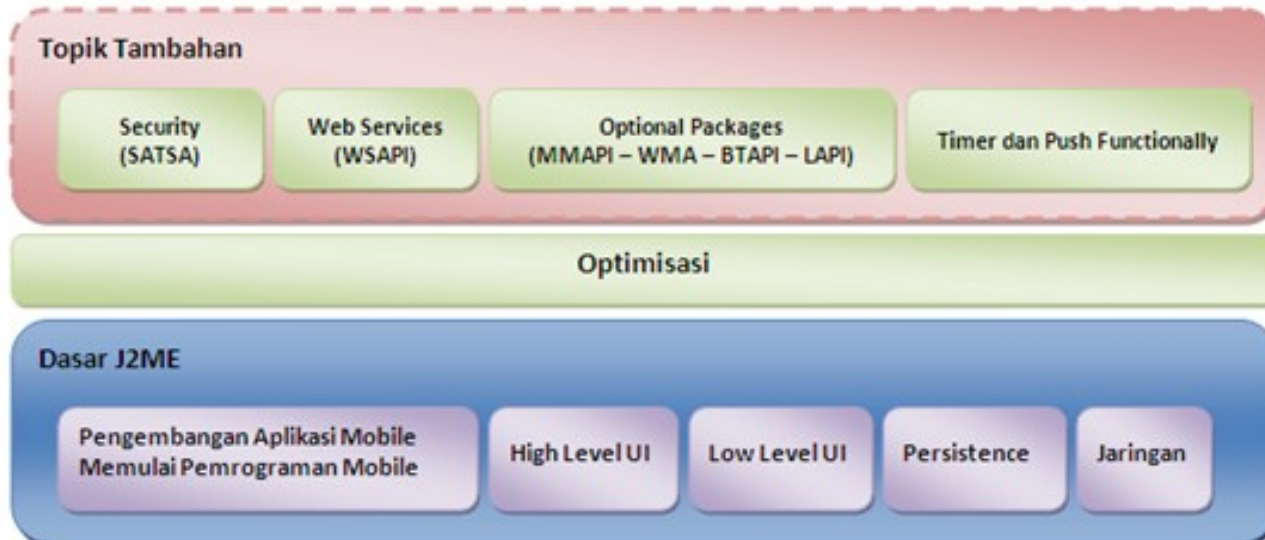 Topik Tambahan
Security
(SATSA)
Web Services
(WSAPI)
Optional Packages
(MMAPI – WMA – BTAPI – LAPI)
Timer dan Push Functionally
Optimisasi
Dasar J2ME
Pengembangan Aplikasi Mobile
Memulai Pemrograman Mobile
High Level UI
Low Level UI
Persistence
Jaringan